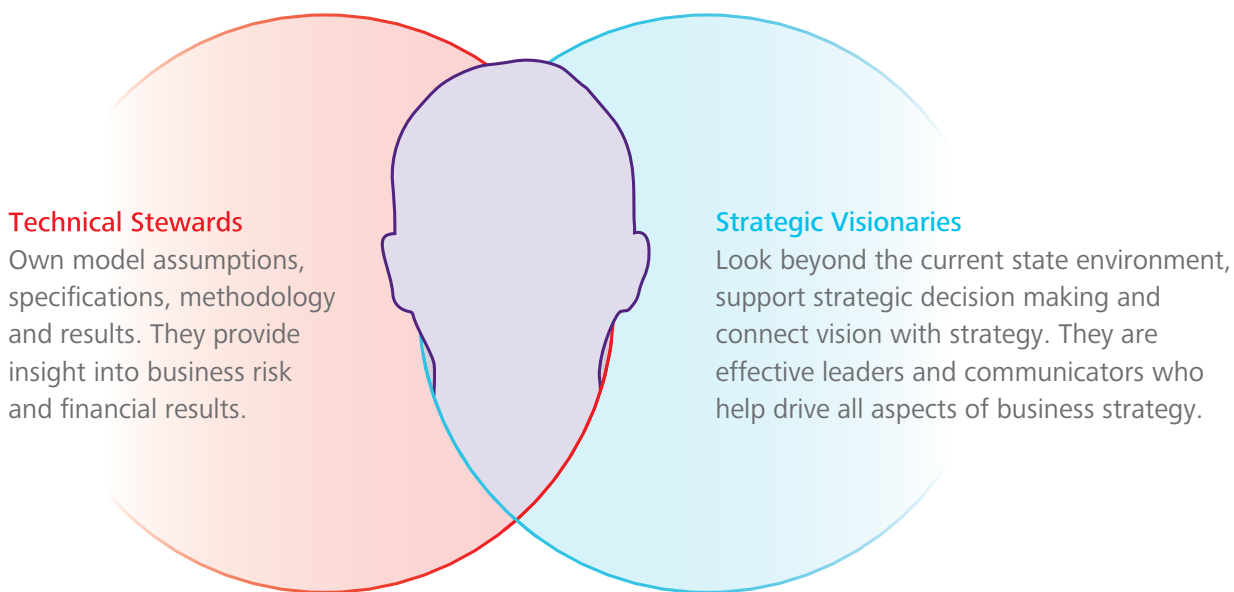 Technical Stewards
Own model assumptions,
specifications, methodology
and results. They provide
insight into business risk
and financial results.
Strategic Visionaries
Look beyond the current state environment,
support strategic decision making and
connect vision with strategy. They are
effective leaders and communicators who
help drive all aspects of business strategy.